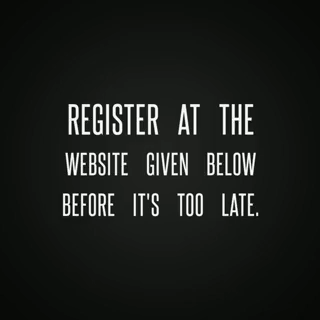 REGISTER AT THE
WEBSITE GIVEN BELOW
BEFORE IT'S TOO LATE.